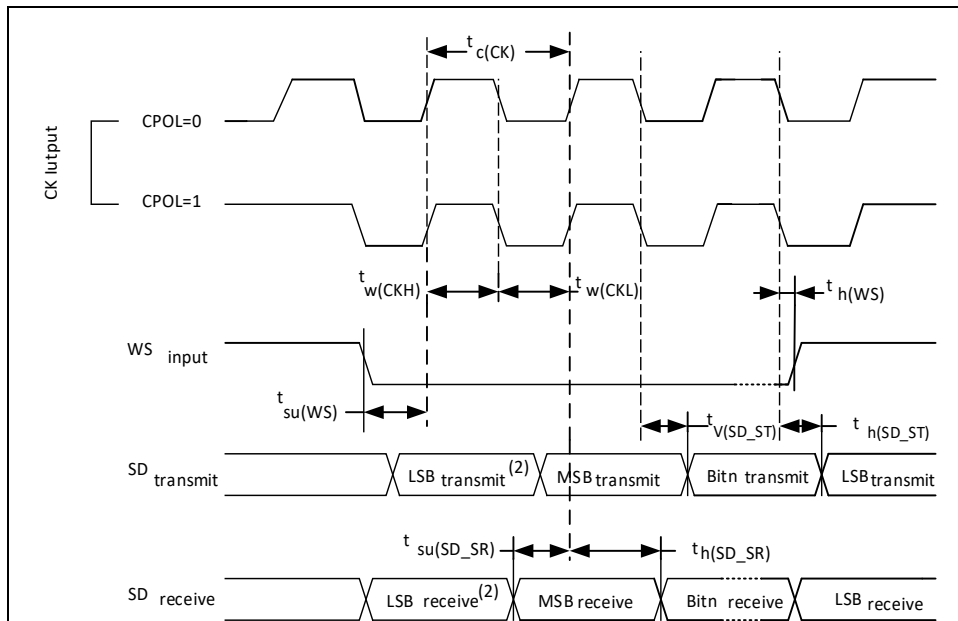 t c(CK)
CK lutput
CPOL=0
CPOL=1
t w(CKH)
t w(CKL)
t h(WS)
WS input
t su(WS)
t V(SD_ST)
t h(SD_ST)
SD transmit
LSB transmit(2)
MSB transmit
Bitn transmit
LSB transmit
t su(SD_SR)
t h(SD_SR)
SD receive
LSB receive(2)
MSB receive
Bitn receive
LSB receive